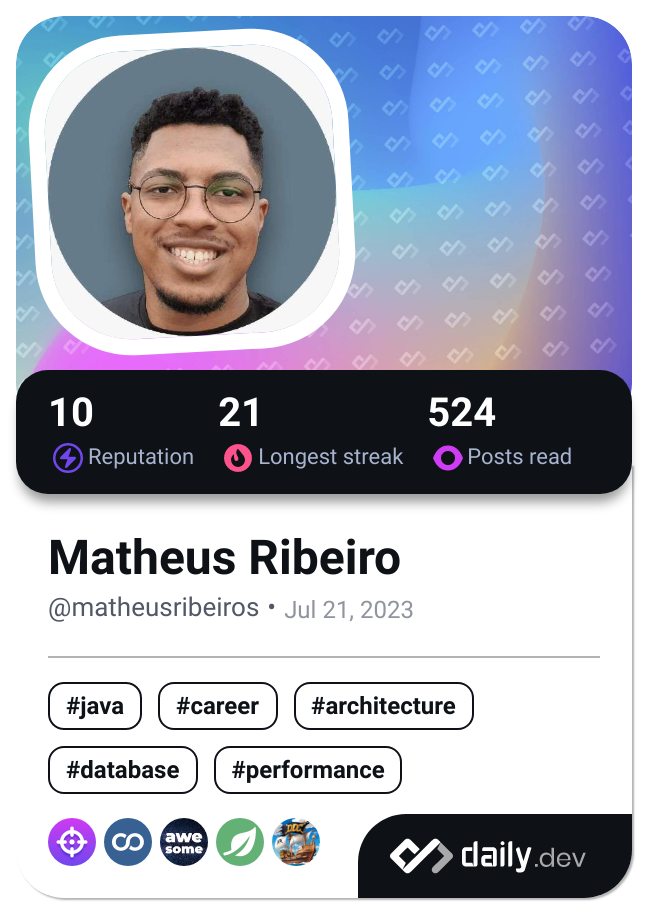 10 21 524
Reputation Longest streak Posts read
Matheus Ribeiro
@matheusribeiros • Jul 21, 2023
#java #career #architecture
#database #performance
awe
some
daily.dev